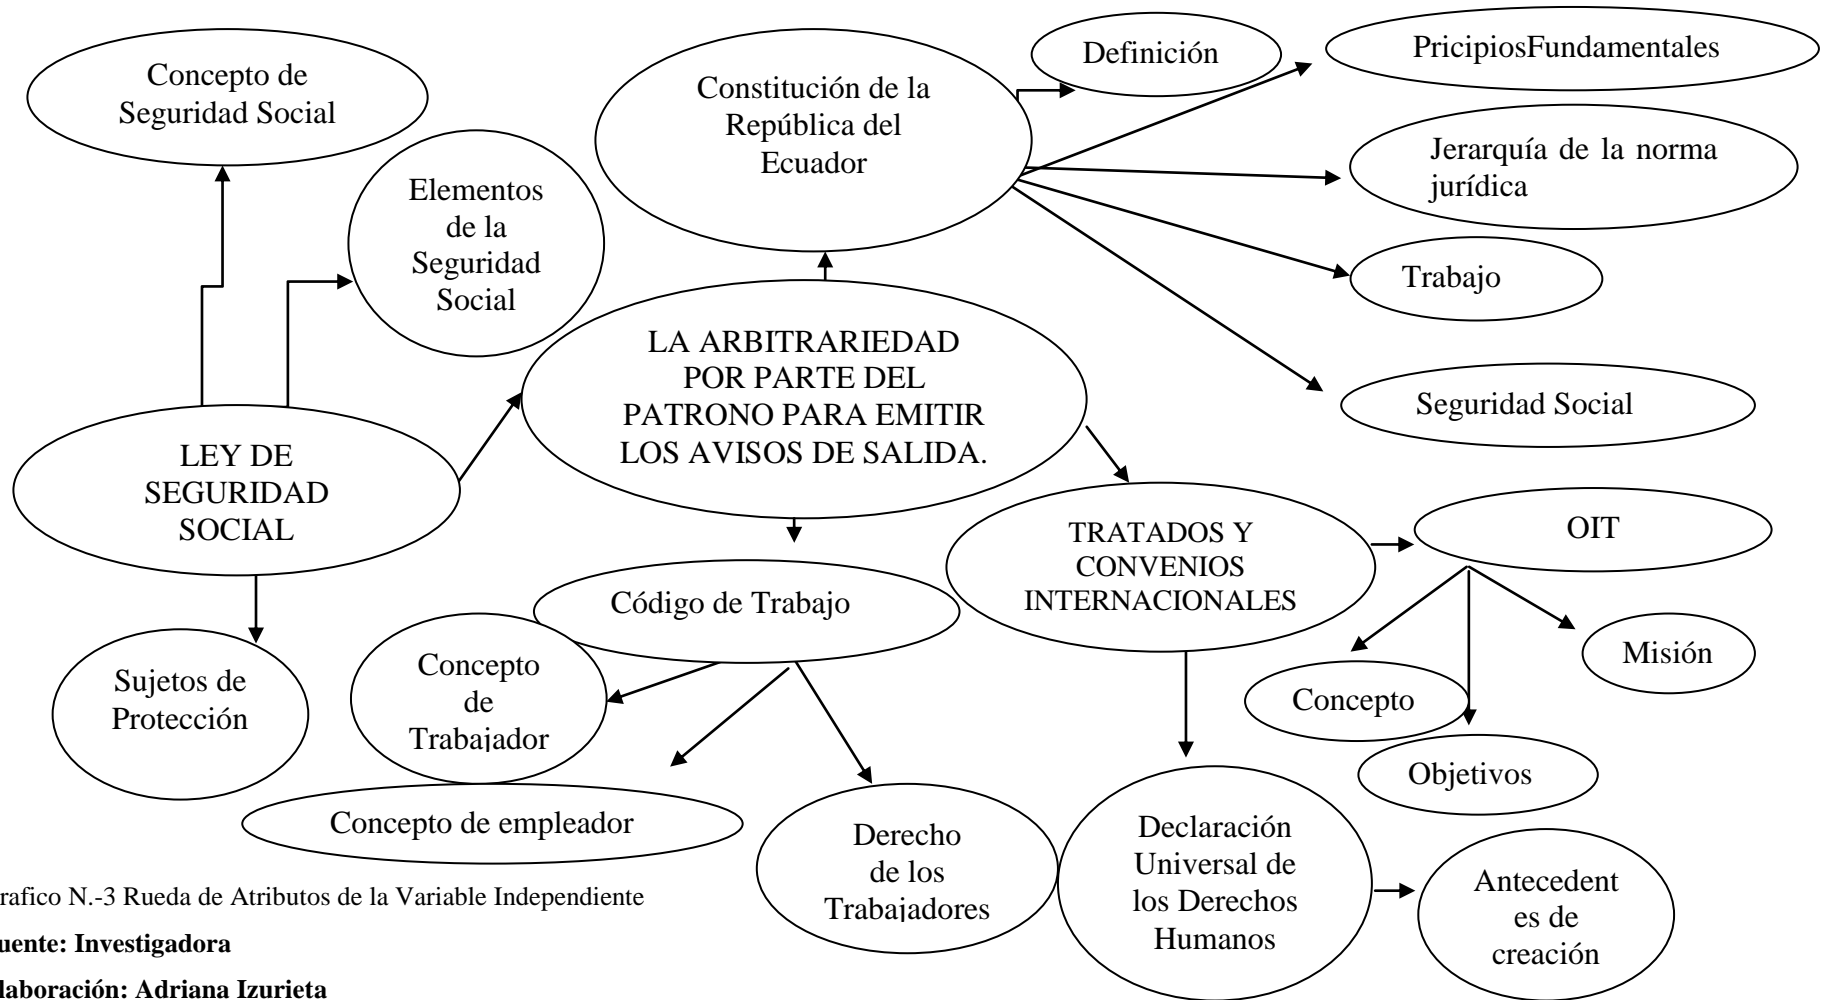 Concepto de
Seguridad Social
Elementos
de la
Seguridad
Social
Constitución de la
República del
Ecuador
Definición
PricipiosFundamentales
Jerarquía de la norma
jurídica
Trabajo
Seguridad Social
LA ARBITRARIEDAD
POR PARTE DEL
PATRONO PARA EMITIR
LOS AVISOS DE SALIDA.
LEY DE
SEGURIDAD
SOCIAL
Sujetos de
Protección
Código de Trabajo
Concepto
de
Trabajador
Concepto de empleador
Derecho
de los
Trabajadores
TRATADOS Y
CONVENIOS
INTERNACIONALES
OIT
Misión
Concepto
Objetivos
Declaración
Universal de
los Derechos
Humanos
Antecedent
es de
creación
rafico N.-3 Rueda de Atributos de la Variable Independiente
uente: Investigadora
laboración: Adriana Izurieta